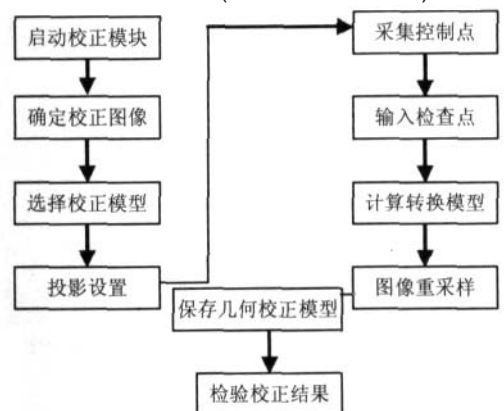 启动校正模块
确定校正图像
选择校正模型
投影设置
采集控制点
输入检查点
计算转换模型
图像重采样
保存几何校正模型
检验校正结果